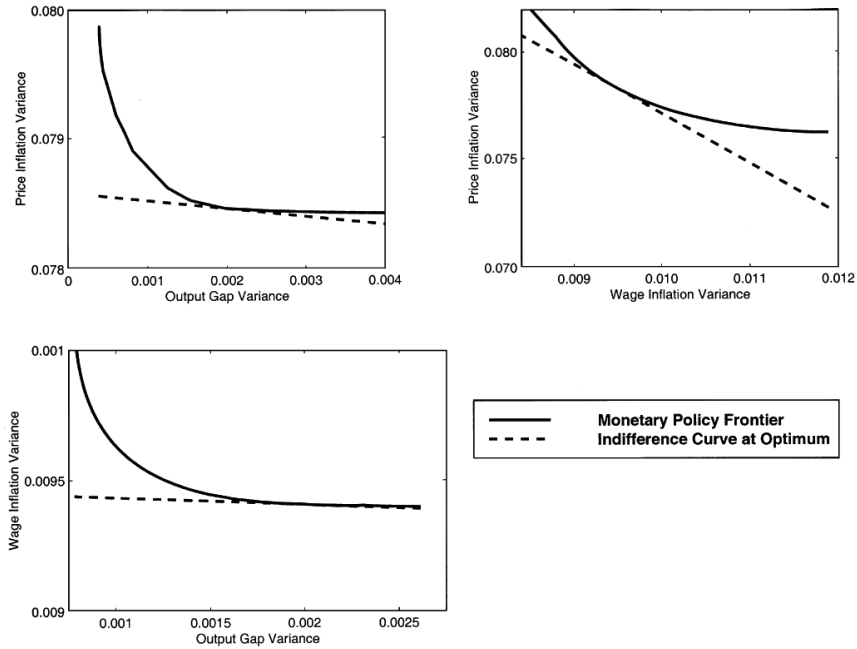 0.080
0.079
0.078
Price Inflation Variance
0
0.001
0.002
0.003
0.004
Output Gap Variance
0.080
0.075
0.070
Price Inflation Variance
0.009
0.010
0.011
0.012
Wage Inflation Variance
0.001
0.0095
0.009
Wage Inflation Variance
0.001
0.0015
0.002
0.0025
Output Gap Variance
Monetary Policy Frontier
Indifference Curve at Optimum